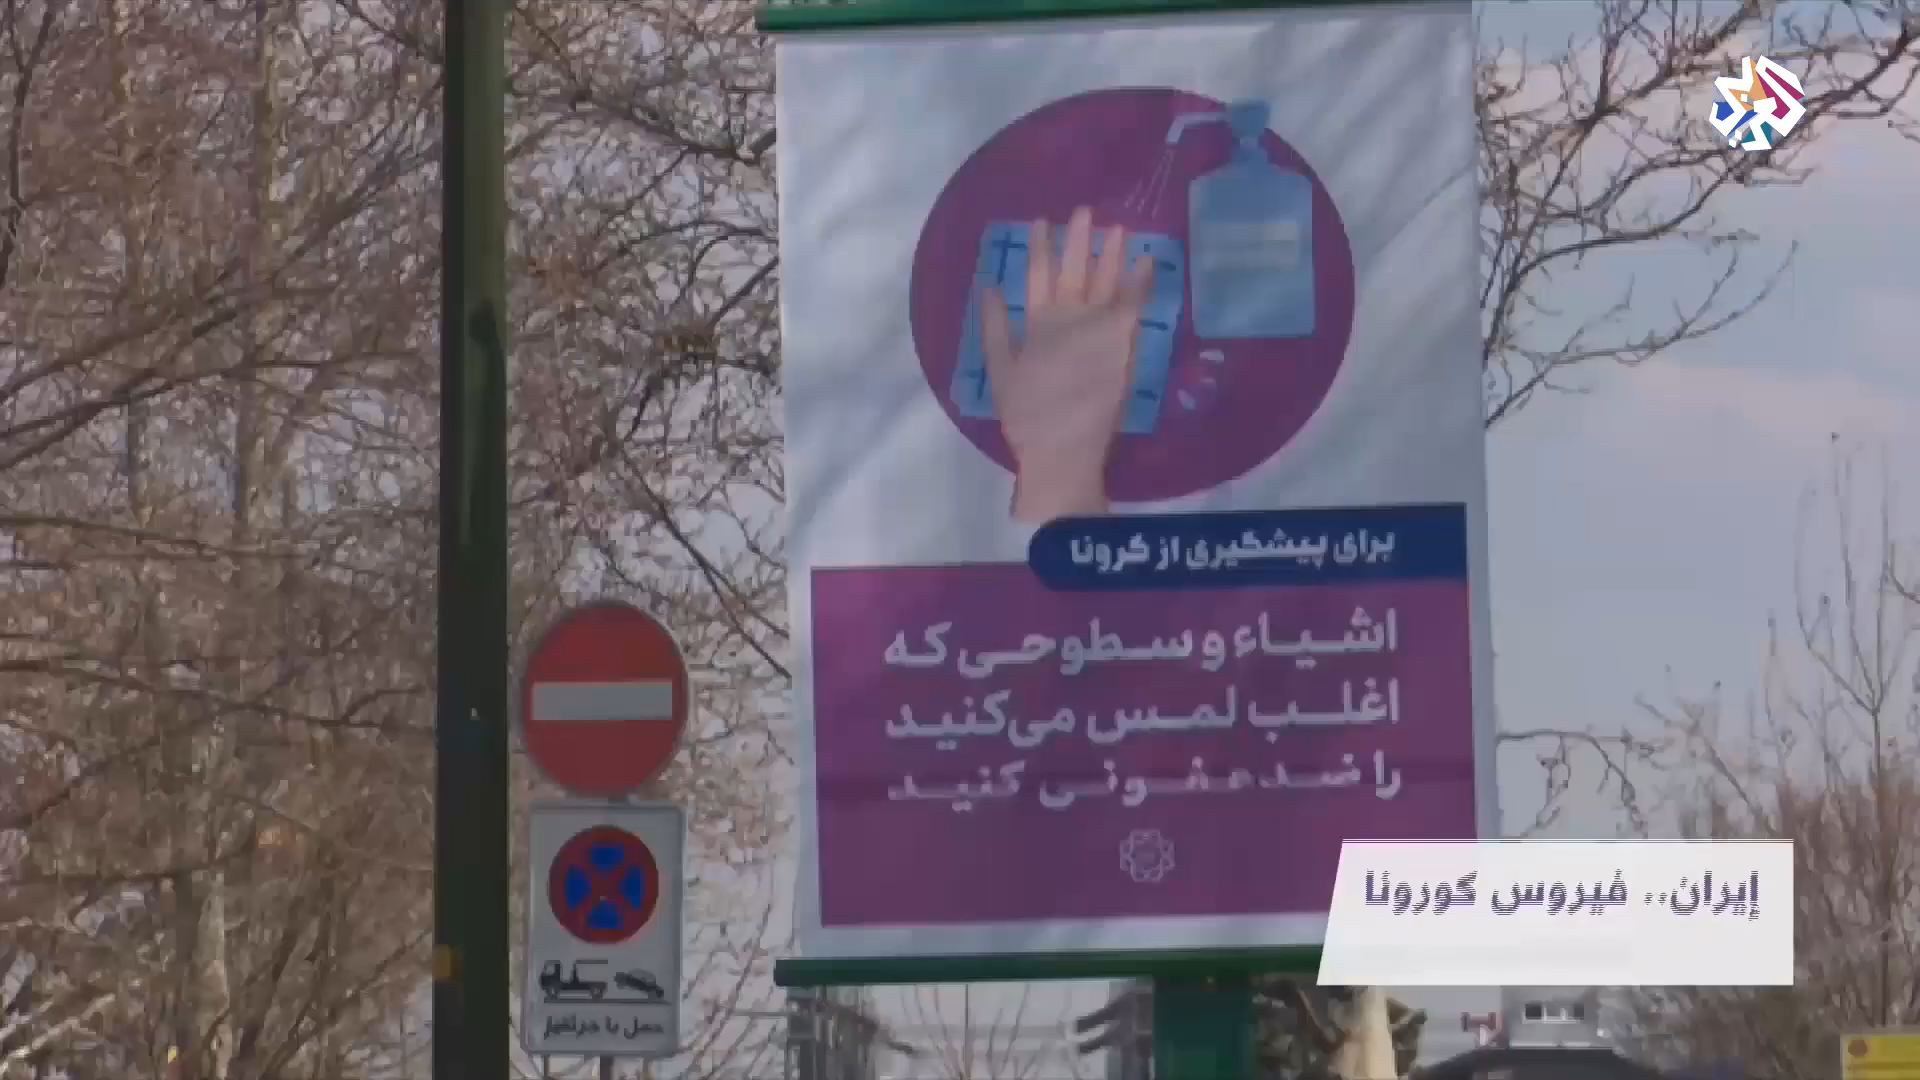 برای پیشگیری از کرونا
اشیاء و سطوحی که
اغلب لمس می‌کنید
را ضدعفونی کنید
حمل با جرثقیل
إيران.. فيروس كورونا